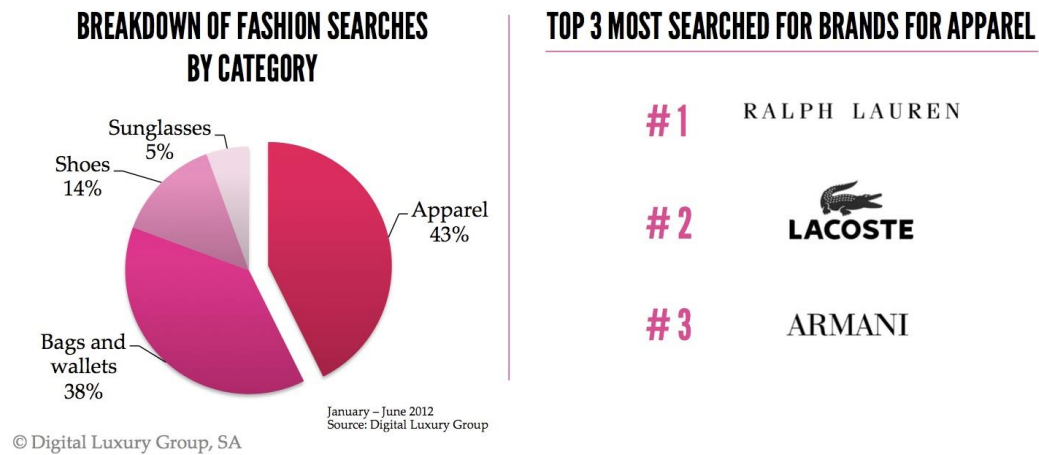 BREAKDOWN OF FASHION SEARCHES
BY CATEGORY
Sunglasses
5%
Shoes
14%
Apparel
43%
Bags and
wallets
38%
January – June 2012
Source: Digital Luxury Group
© Digital Luxury Group, SA
TOP 3 MOST SEARCHED FOR BRANDS FOR APPAREL
#1 RALPH LAUREN
#2 LACOSTE
#3 ARMANI